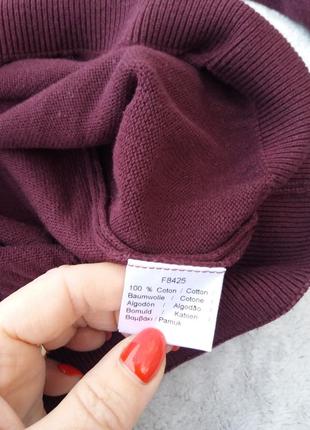 F8425
100 % Coton / Cotton
Baumwolle / Cotone
Algodón / Algodão
Bomuld / Katoen
Βαμβάκι / Pamuk